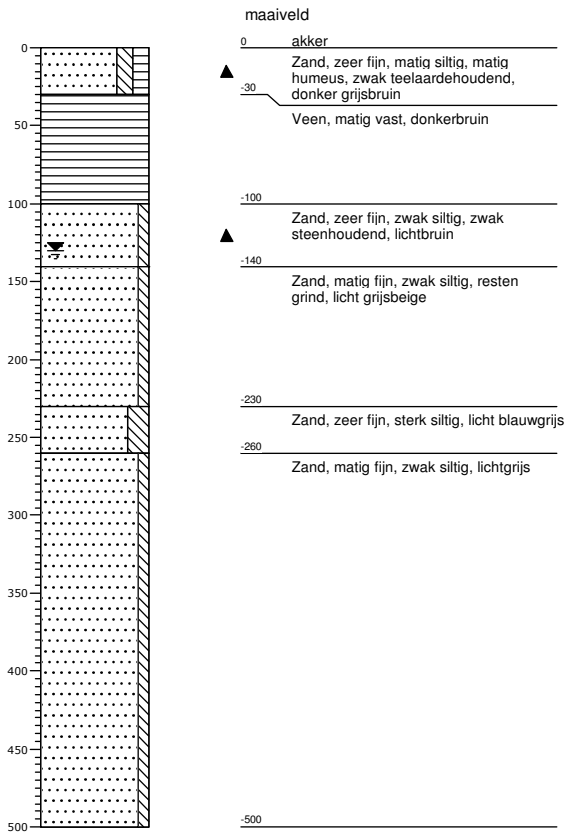 maaiveld
0
0
akker
Zand, zeer fijn, matig siltig, matig
humeus, zwak teelaardehoudend,
donker grijsbruin
-30
Veen, matig vast, donkerbruin
50
100
-100
Zand, zeer fijn, zwak siltig, zwak
steenhoudend, lichtbruin
-140
150
Zand, matig fijn, zwak siltig, resten
grind, licht grijsbeige
200
-230
Zand, zeer fijn, sterk siltig, licht blauwgrijs
250
-260
Zand, matig fijn, zwak siltig, lichtgrijs
300
350
400
450
500
-500